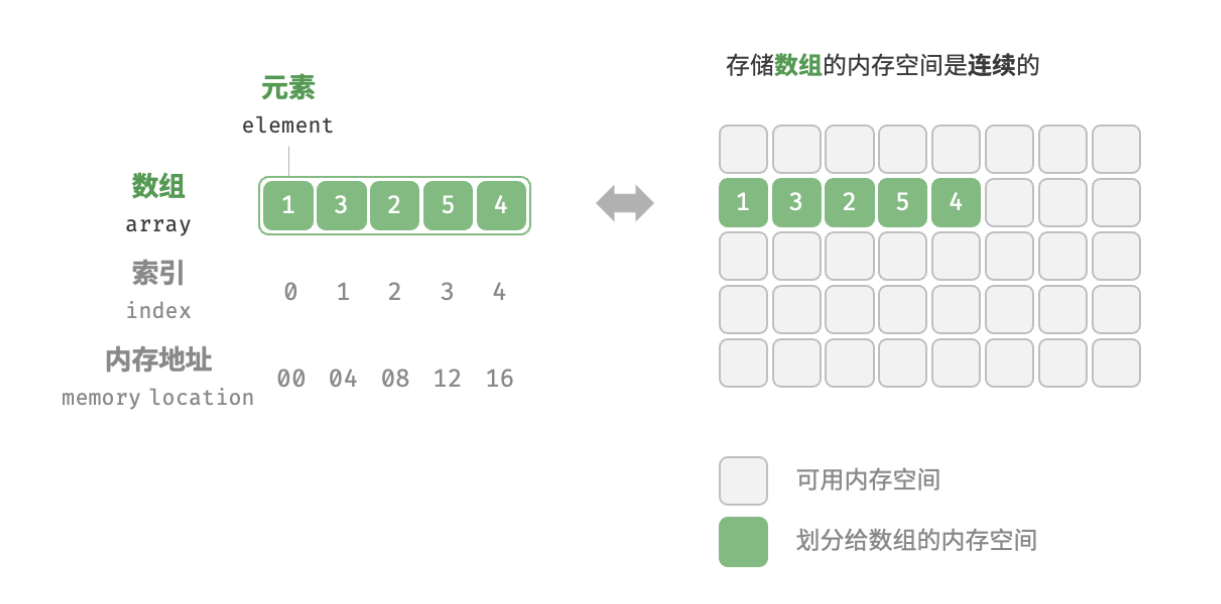 存储数组的内存空间是连续的
元素
element
数组
array
1 3 2 5 4
索引
index
0 1 2 3 4
内存地址
memory location
00 04 08 12 16
1 3 2 5 4
可用内存空间
划分给数组的内存空间